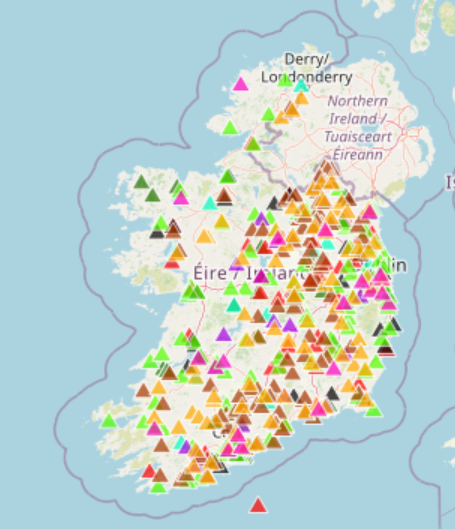 Derry/
Londonderry
Northern
Ireland /
Tuaisceart
Éireann
Éire / Ireland